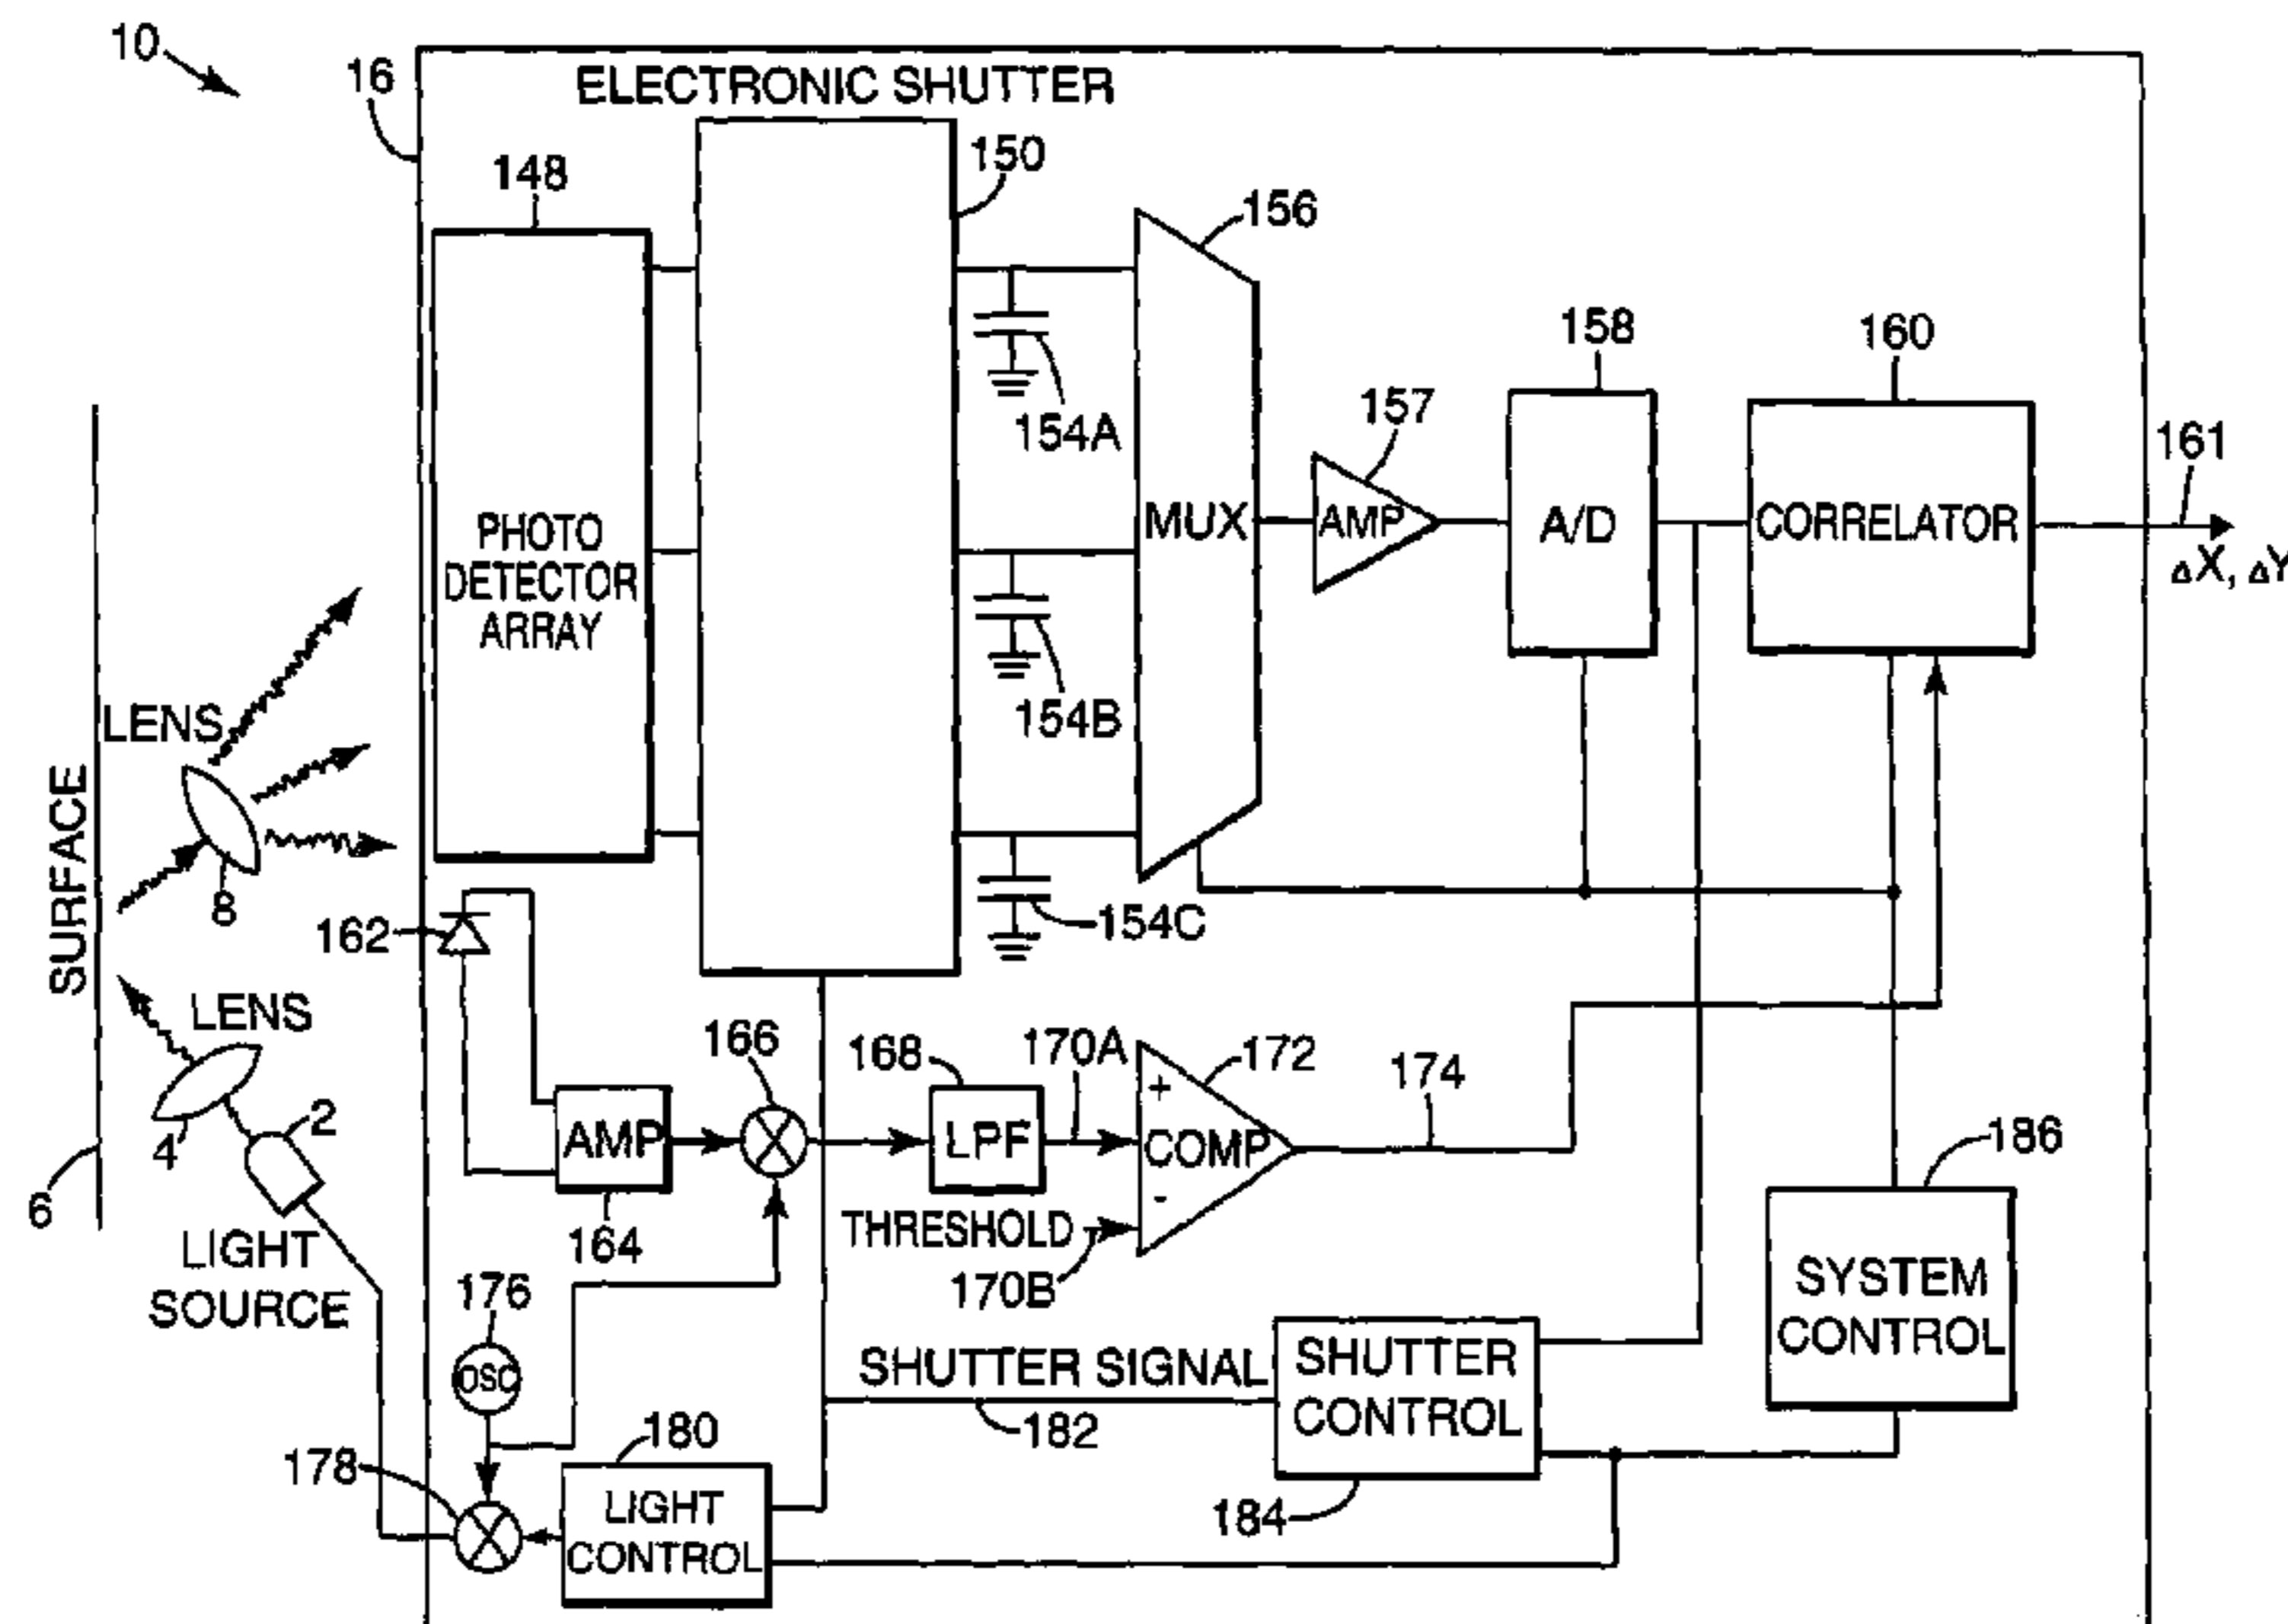 10
16
ELECTRONIC SHUTTER
148
150
156
158
160
157
161
154A
PHOTO
DETECTOR
ARRAY
MUX
AMP
A/D
CORRELATOR
ΔX, ΔY
LENS
154B
SURFACE
8
162
154C
LENS
166
168
170A
172
174
2
4
AMP
LPF
+
COMP
-
186
6
164
THRESHOLD
170B
LIGHT
SOURCE
176
OSC
SYSTEM
CONTROL
SHUTTER SIGNAL
SHUTTER
CONTROL
182
180
178
184
LIGHT
CONTROL